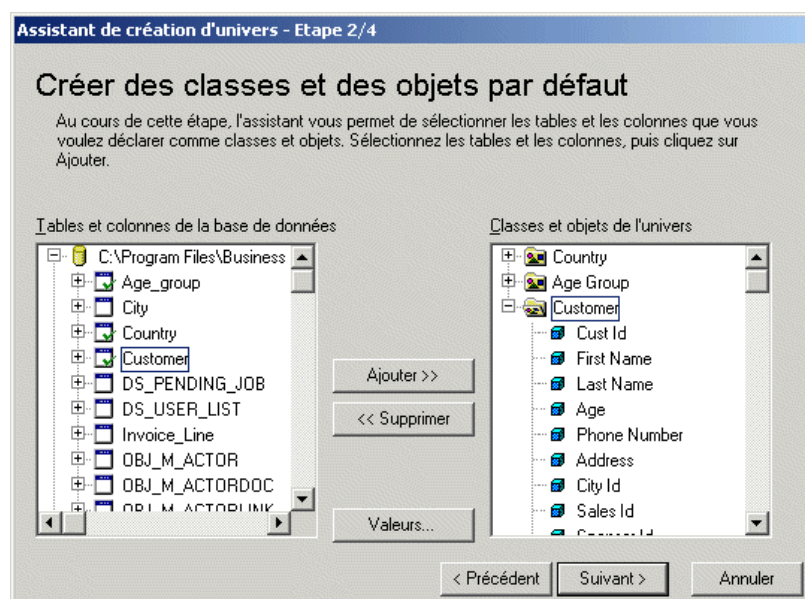 Assistant de création d'univers - Etape 2/4
Créer des classes et des objets par défaut
Au cours de cette étape, l'assistant vous permet de sélectionner les tables et les colonnes que vous
voulez déclarer comme classes et objets. Sélectionnez les tables et les colonnes, puis cliquez sur
Ajouter.
Tables et colonnes de la base de données
C:\Program Files\Business
Age_group
City
Country
Customer
DS_PENDING_JOB
DS_USER_LIST
Invoice_Line
OBJ_M_ACTOR
OBJ_M_ACTORDOC
OBJ_M_ACTORLINK
Ajouter >>
<< Supprimer
Valeurs...
Classes et objets de l'univers
Country
Age Group
Customer
Cust Id
First Name
Last Name
Age
Phone Number
Address
City Id
Sales Id
< Précédent
Suivant >
Annuler